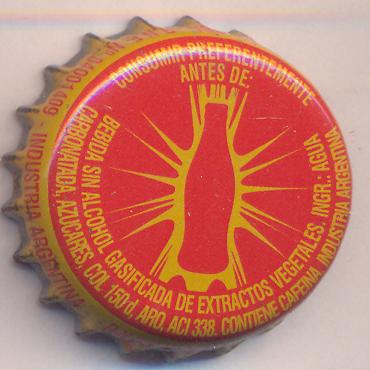 CONSUMIR PREFERENTEMENTE
ANTES DE:
BEBIDA SIN ALCOHOL GASIFICADA DE EXTRACTOS VEGETALES. INGR.: AGUA
CARBONATADA, AZUCARES, COL 150 d, ARO, ACI 338. CONTIENE CAFEINA. INDUSTRIA ARGENTINA
INDUSTRIA ARGENTINA